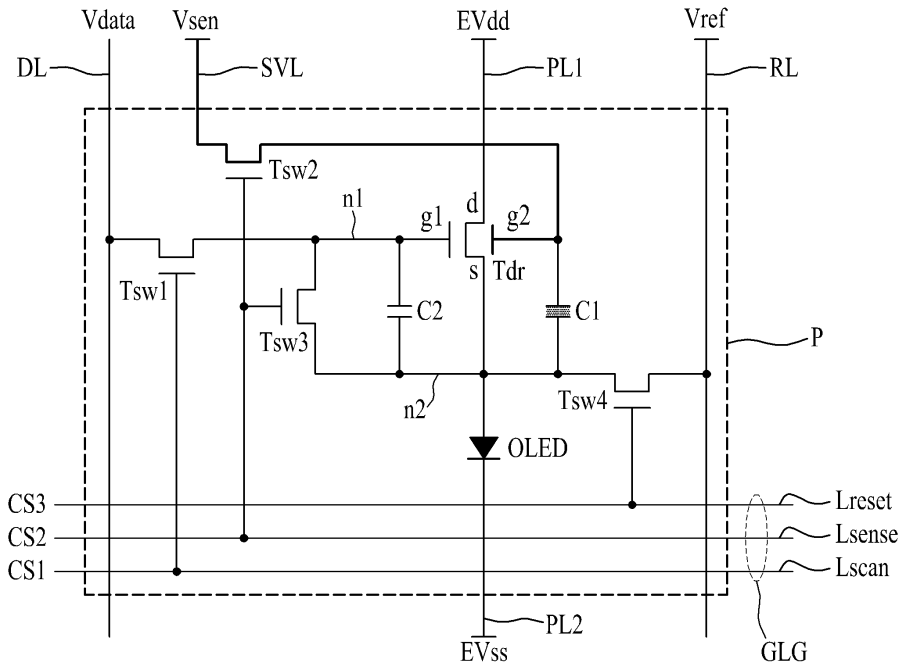 Vdata Vsen EVdd Vref
DL SVL PL1 RL
Tsw2
n1 g1 d g2
s Tdr
Tsw1
Tsw3 C2 C1
P
n2 Tsw4
OLED
CS3 Lreset
CS2 Lsense
CS1 Lscan
PL2
EVss GLG